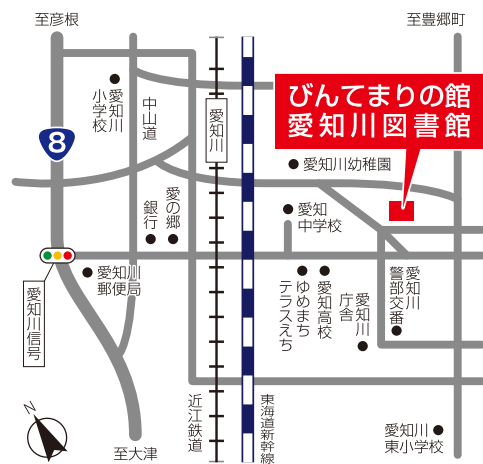 至彦根
至豊郷町
びんてまりの館
愛知川図書館
愛知川
小学校
中山道
愛知川
8
愛知川幼稚園
愛の郷
銀行
愛知
中学校
愛知川
郵便局
愛知川信号
ゆめまち
テラスえち
愛知高校
愛知川
庁舎
愛知川
警部交番
近江鉄道
東海道新幹線
愛知川
東小学校
N
至大津